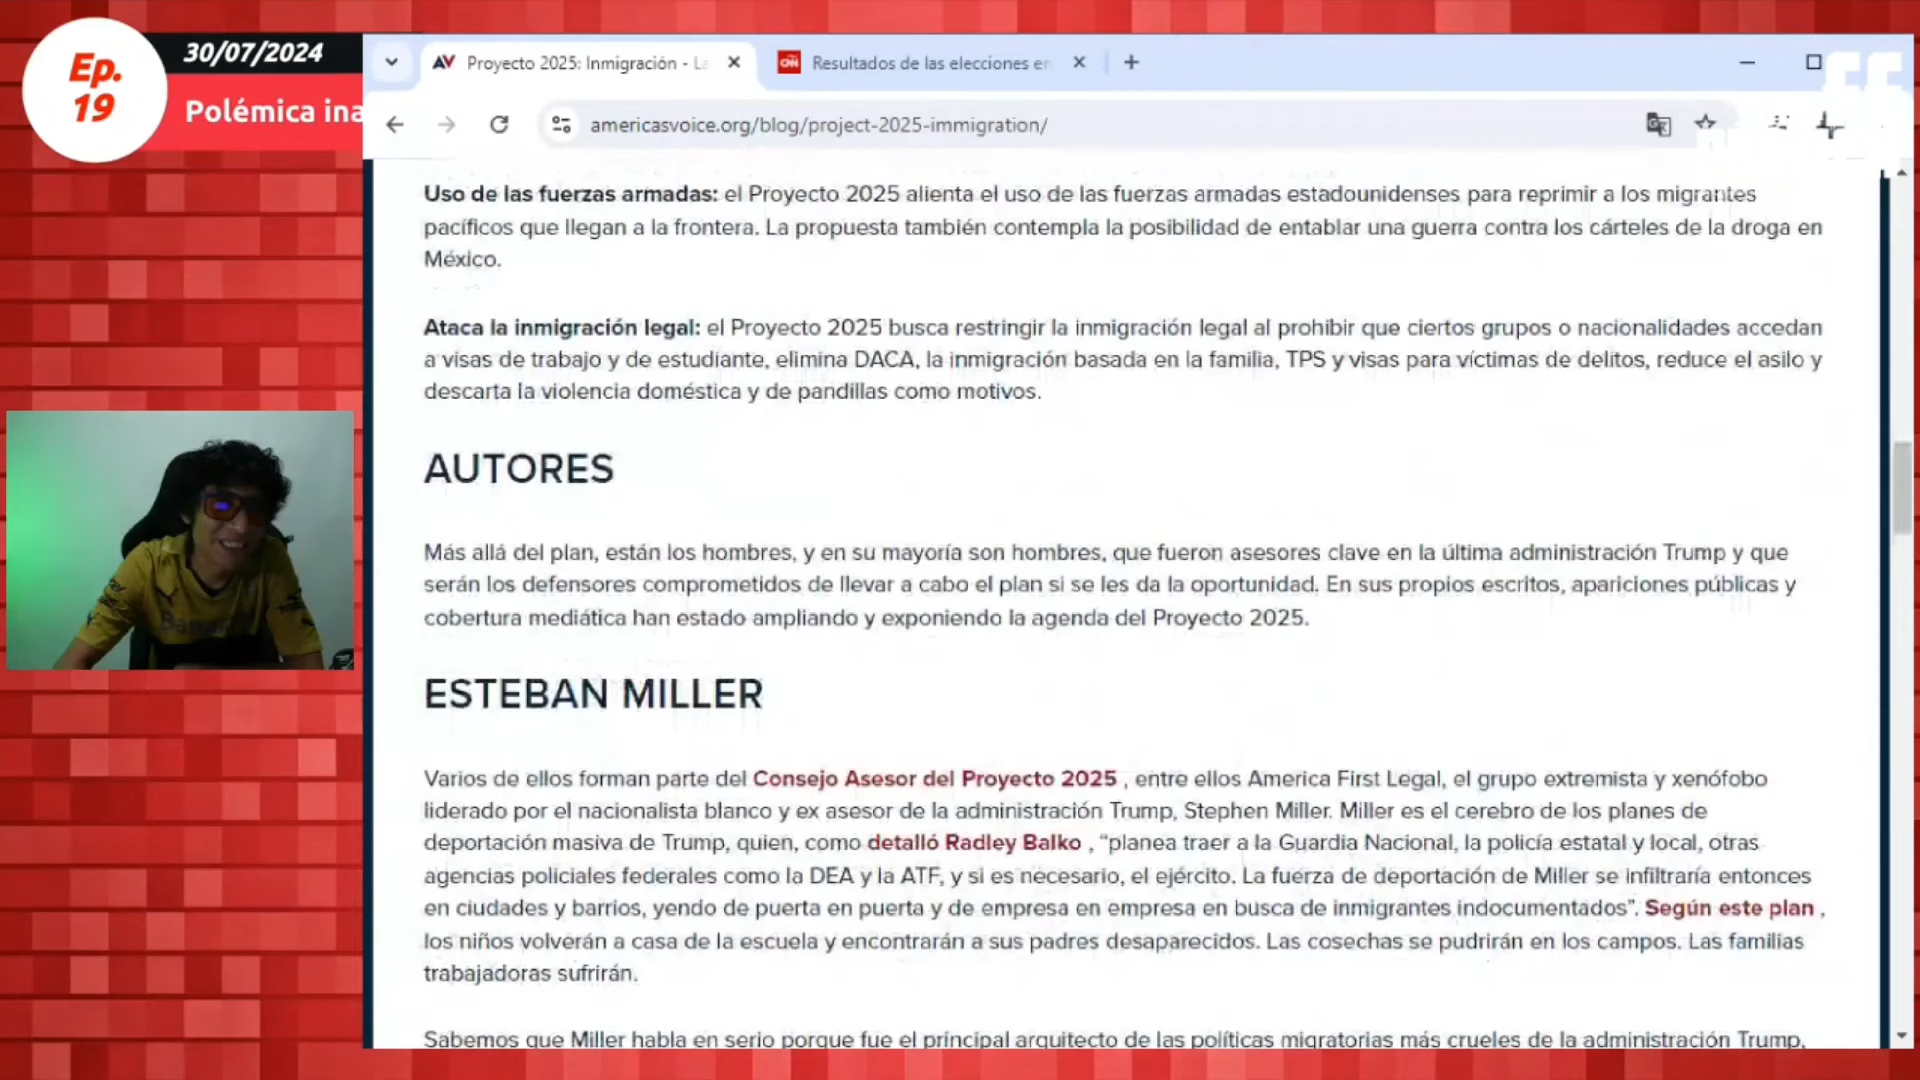 Ep.
19
30/07/2024
Polémica ina
Proyecto 2025: Inmigración - La
Resultados de las elecciones en
americasvoice.org/blog/project-2025-immigration/
Uso de las fuerzas armadas: el Proyecto 2025 alienta el uso de las fuerzas armadas estadounidenses para reprimir a los migrantes
pacíficos que llegan a la frontera. La propuesta también contempla la posibilidad de entablar una guerra contra los cárteles de la droga en
México.
Ataca la inmigración legal: el Proyecto 2025 busca restringir la inmigración legal al prohibir que ciertos grupos o nacionalidades accedan
a visas de trabajo y de estudiante, elimina DACA, la inmigración basada en la familia, TPS y visas para víctimas de delitos, reduce el asilo y
descarta la violencia doméstica y de pandillas como motivos.
AUTORES
Más allá del plan, están los hombres, y en su mayoría son hombres, que fueron asesores clave en la última administración Trump y que
serán los defensores comprometidos de llevar a cabo el plan si se les da la oportunidad. En sus propios escritos, apariciones públicas y
cobertura mediática han estado ampliando y exponiendo la agenda del Proyecto 2025.
ESTEBAN MILLER
Varios de ellos forman parte del Consejo Asesor del Proyecto 2025 , entre ellos America First Legal, el grupo extremista y xenófobo
liderado por el nacionalista blanco y ex asesor de la administración Trump, Stephen Miller. Miller es el cerebro de los planes de
deportación masiva de Trump, quien, como detalló Radley Balko , “planea traer a la Guardia Nacional, la policía estatal y local, otras
agencias policiales federales como la DEA y la ATF, y si es necesario, el ejército. La fuerza de deportación de Miller se infiltraría entonces
en ciudades y barrios, yendo de puerta en puerta y de empresa en empresa en busca de inmigrantes indocumentados”. Según este plan ,
los niños volverán a casa de la escuela y encontrarán a sus padres desaparecidos. Las cosechas se pudrirán en los campos. Las familias
trabajadoras sufrirán.
Sabemos que Miller habla en serio porque fue el principal arquitecto de las políticas migratorias más crueles de la administración Trump,